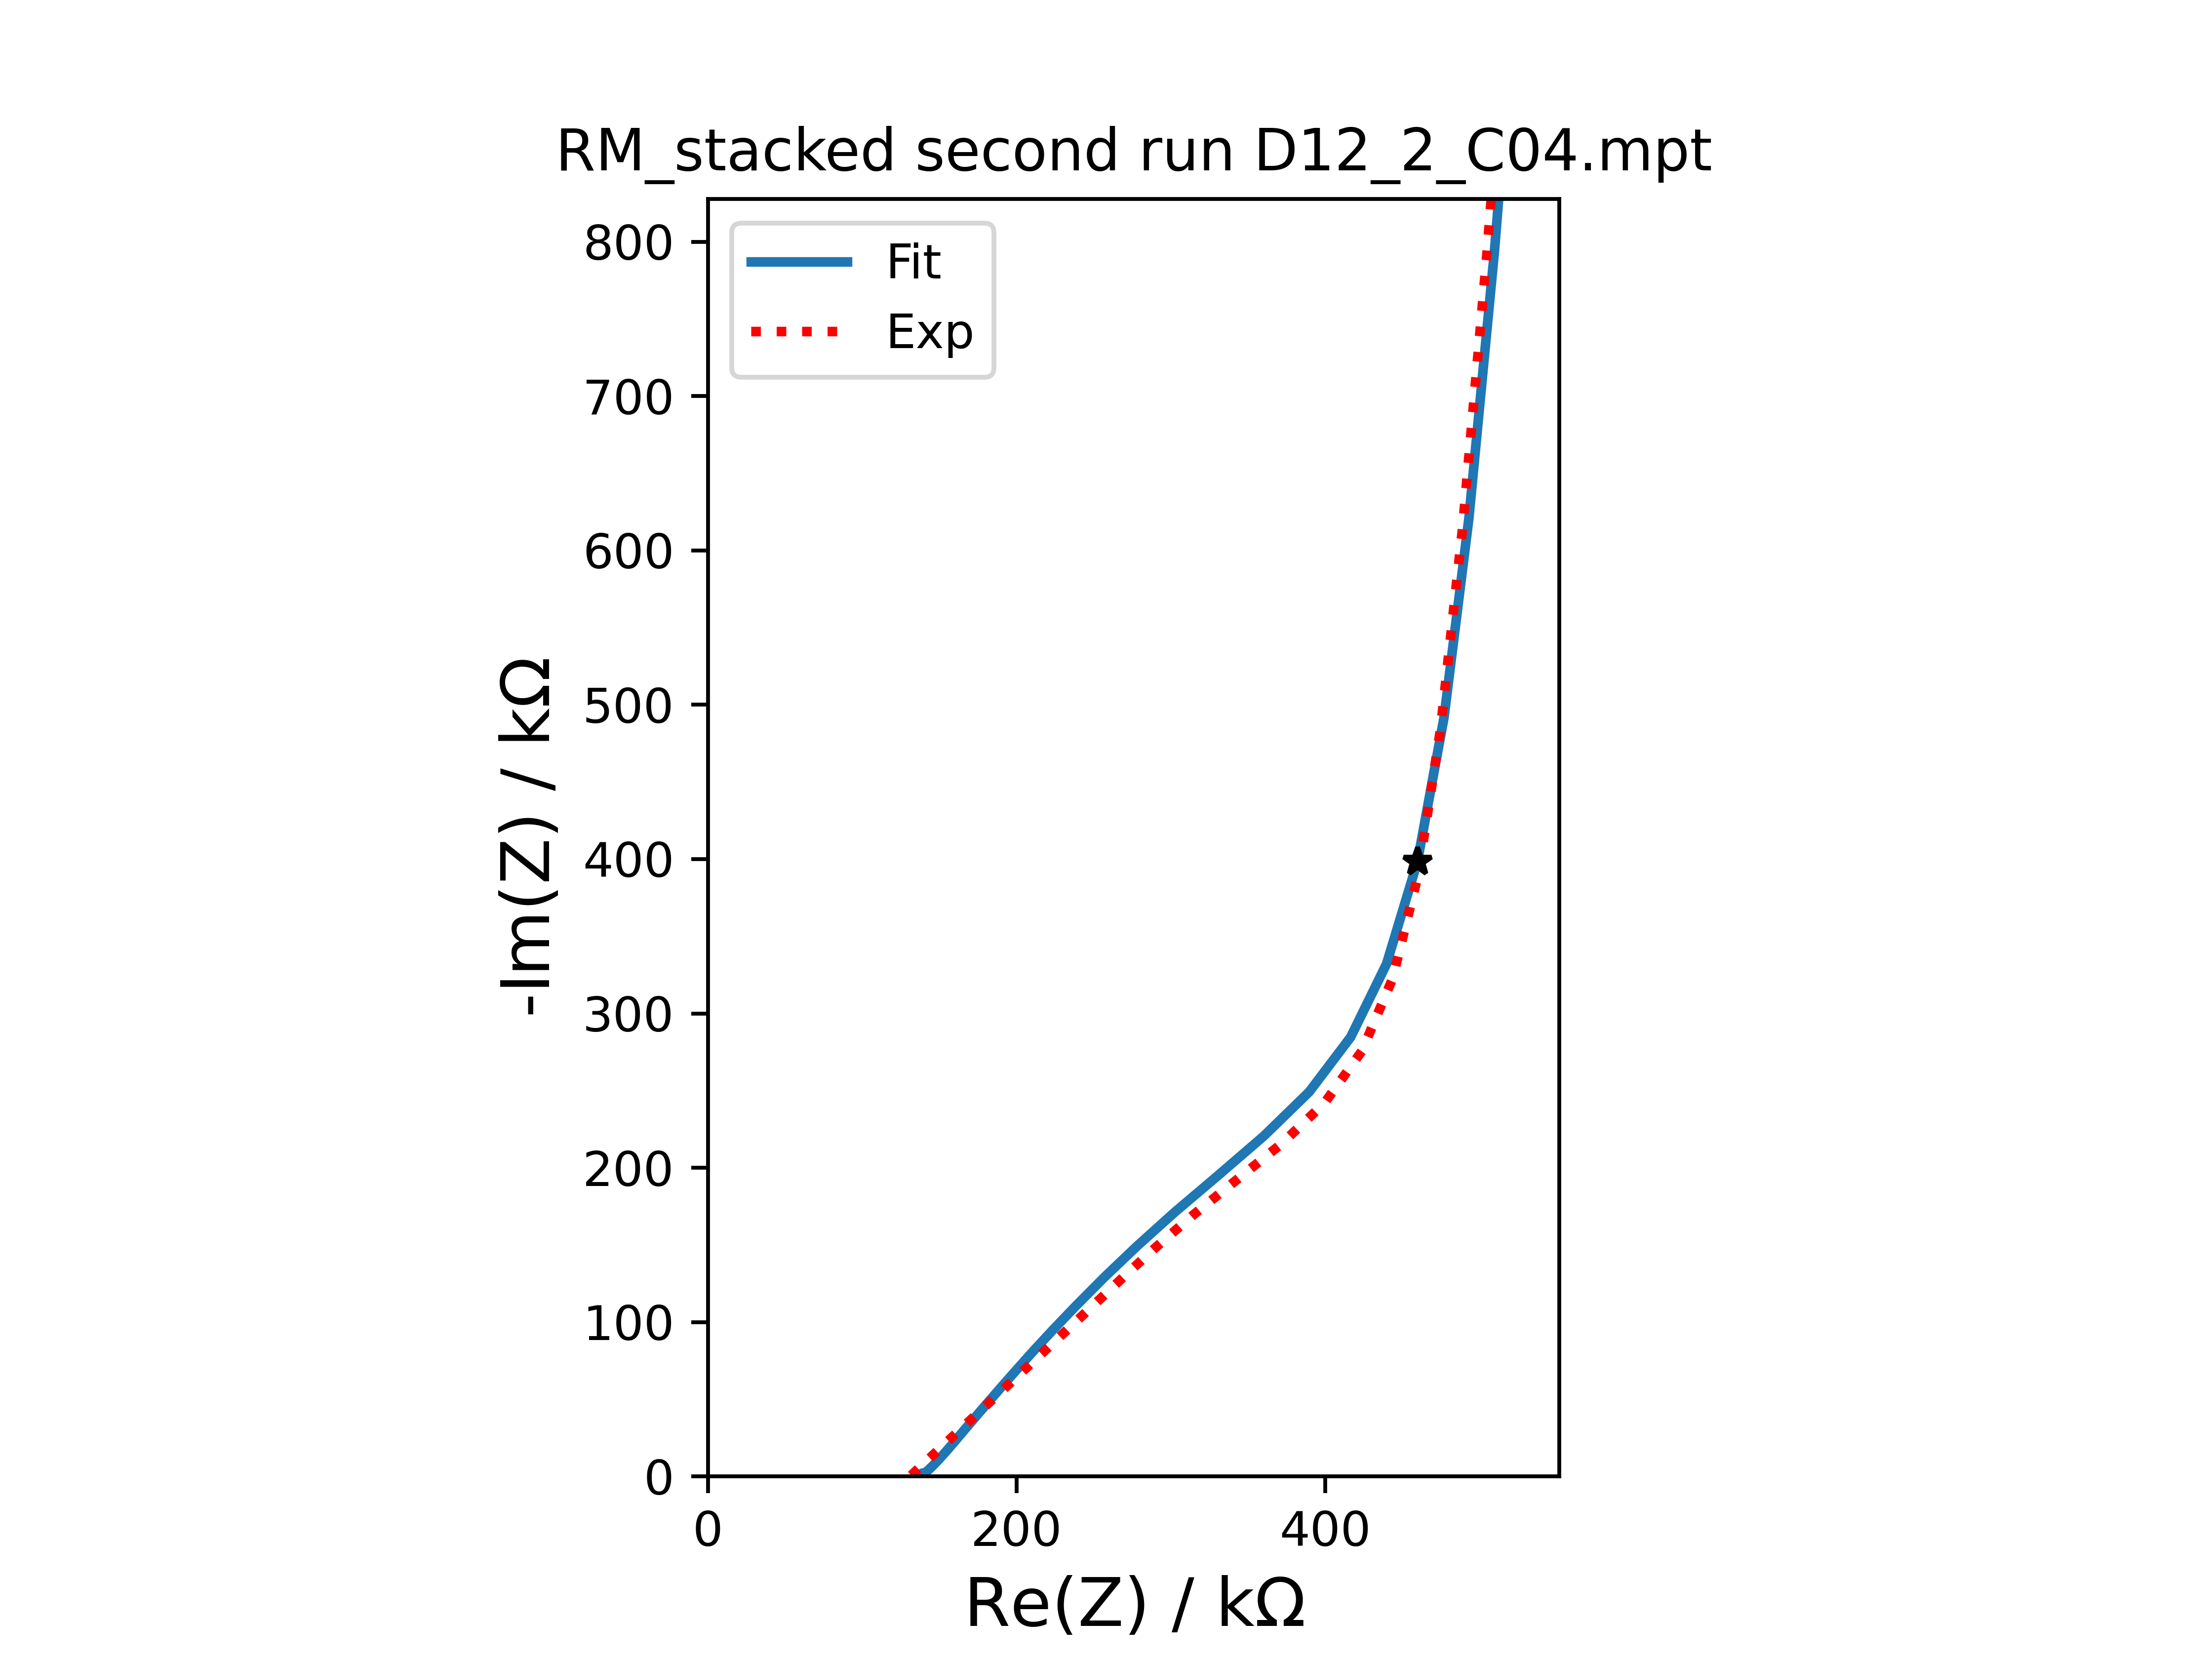 RM_stacked second run D12_2_C04.mpt
Fit
Exp
800
700
600
500
400
300
200
100
0
-Im(Z) / kΩ
0 200 400
Re(Z) / kΩ